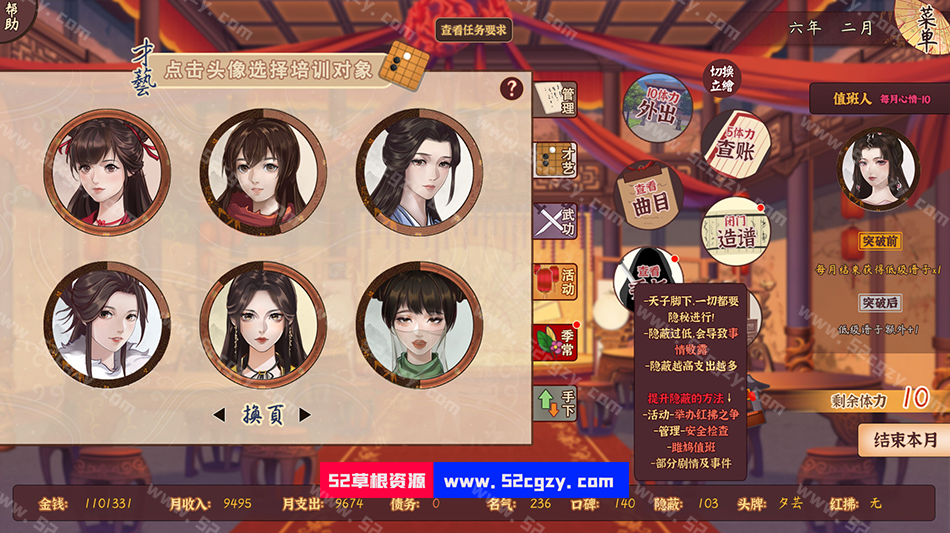 帮助
查看任务要求
六年 二月
菜单
才藝
点击头像选择培训对象
?
管理
才艺
武功
活动
季常
手下
10体力
外出
切换
立繪
5体力
查账
查看
曲目
闭门
造谱
查看
值班人 每月心情-10
突破前
每月结束获得低级谱子x1
突破后
低级谱子额外+1
-天子脚下.一切都要
隐秘进行!
-隐蔽过低.会导致事
情败露
-隐蔽越高支出越多
提升隐蔽的方法↓
-活动-举办红拂之争
-管理-安全检查
-雎鸠值班
-部分剧情及事件
剩余体力 10
结束本月
換頁
52草根资源 www.52cgzy.com
金钱: 1101331 月收入: 9495 月支出: 9674 债务: 0 名气: 236 口碑: 140 隐蔽: 103 头牌: 夕芸 红拂: 无